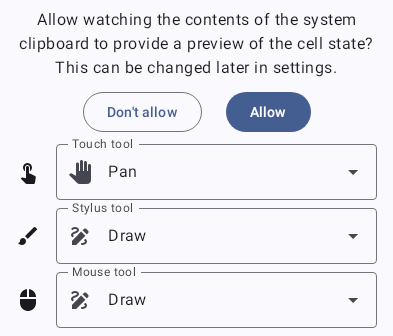 Allow watching the contents of the system
clipboard to provide a preview of the cell state?
This can be changed later in settings.
Don't allow
Allow
Touch tool
Pan
Stylus tool
Draw
Mouse tool
Draw